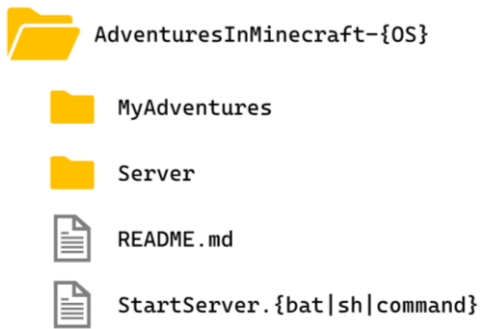 AdventuresInMinecraft-{OS}
MyAdventures
Server
README.md
StartServer.{bat|sh|command}